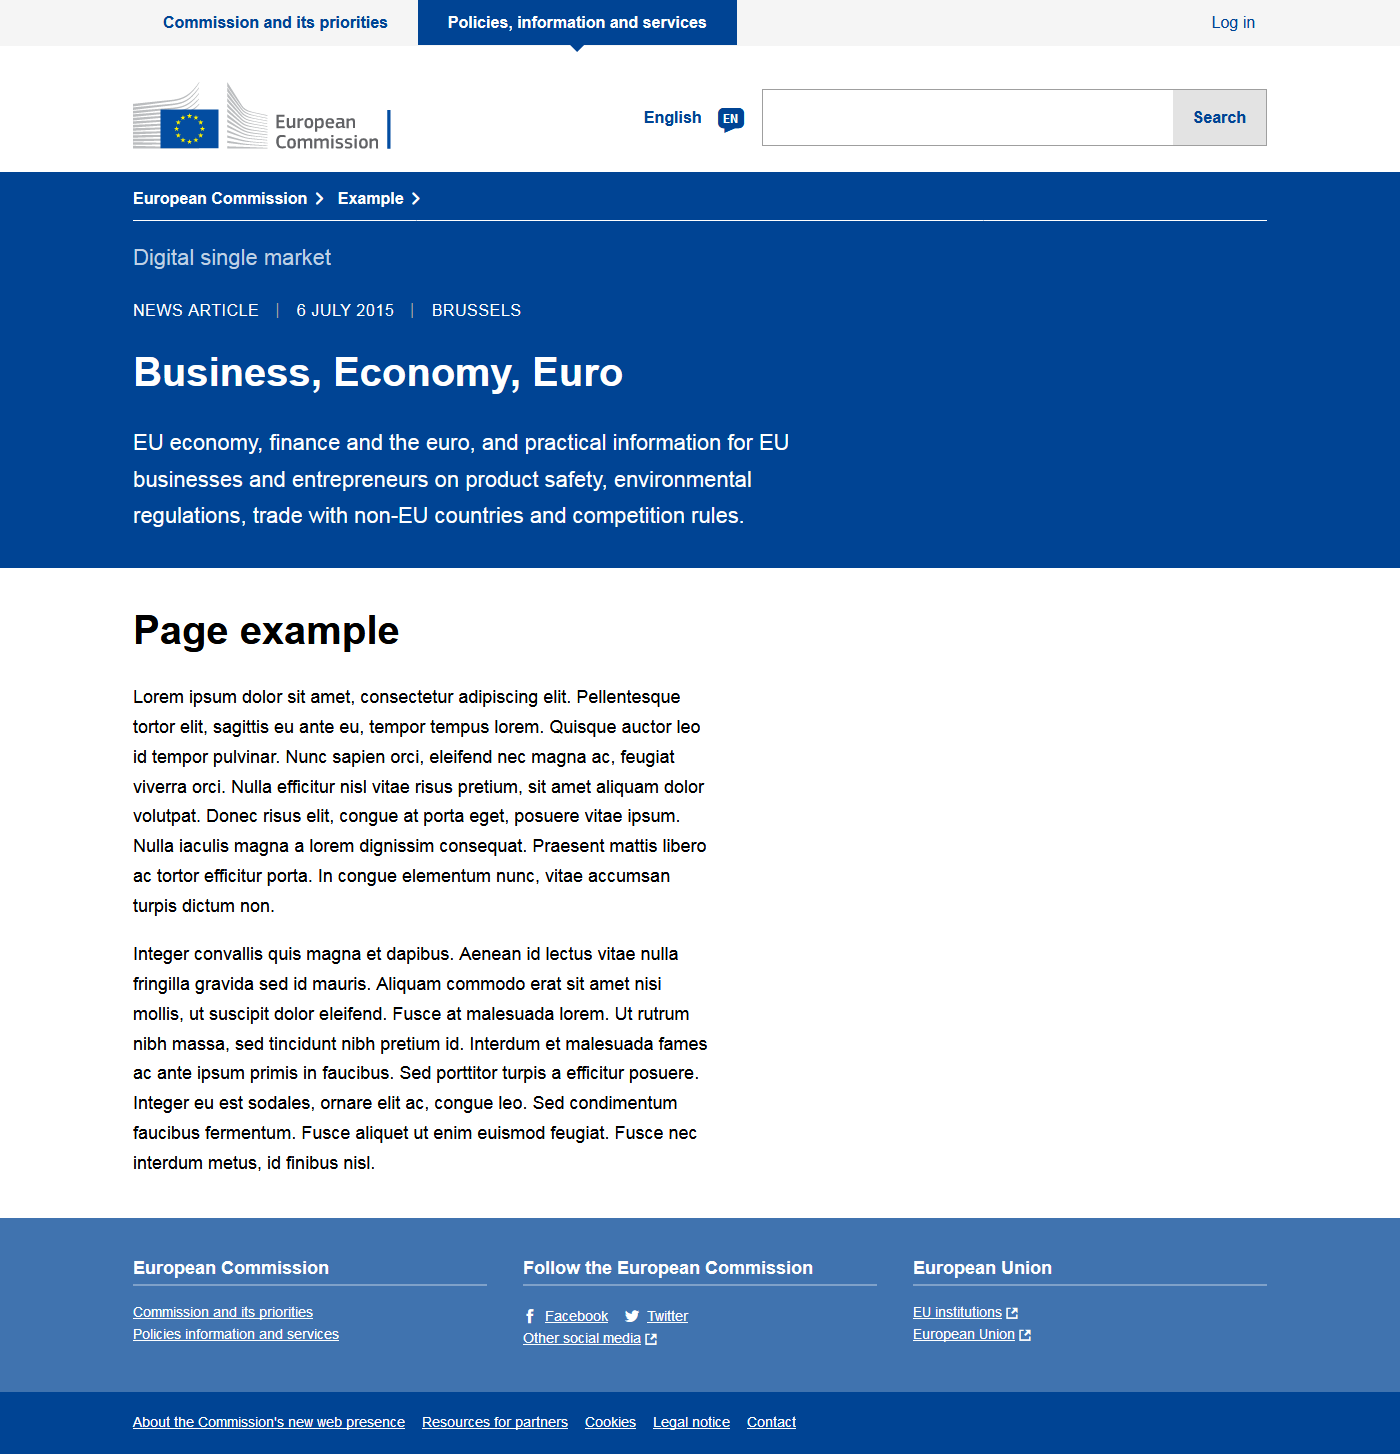 Commission and its priorities
Policies, information and services
Log in
European
Commission
English
EN
Search
European Commission
Example
Digital single market
NEWS ARTICLE | 6 JULY 2015 | BRUSSELS
Business, Economy, Euro
EU economy, finance and the euro, and practical information for EU
businesses and entrepreneurs on product safety, environmental
regulations, trade with non-EU countries and competition rules.
Page example
Lorem ipsum dolor sit amet, consectetur adipiscing elit. Pellentesque
tortor elit, sagittis eu ante eu, tempor tempus lorem. Quisque auctor leo
id tempor pulvinar. Nunc sapien orci, eleifend nec magna ac, feugiat
viverra orci. Nulla efficitur nisl vitae risus pretium, sit amet aliquam dolor
volutpat. Donec risus elit, congue at porta eget, posuere vitae ipsum.
Nulla iaculis magna a lorem dignissim consequat. Praesent mattis libero
ac tortor efficitur porta. In congue elementum nunc, vitae accumsan
turpis dictum non.
Integer convallis quis magna et dapibus. Aenean id lectus vitae nulla
fringilla gravida sed id mauris. Aliquam commodo erat sit amet nisi
mollis, ut suscipit dolor eleifend. Fusce at malesuada lorem. Ut rutrum
nibh massa, sed tincidunt nibh pretium id. Interdum et malesuada fames
ac ante ipsum primis in faucibus. Sed porttitor turpis a efficitur posuere.
Integer eu est sodales, ornare elit ac, congue leo. Sed condimentum
faucibus fermentum. Fusce aliquet ut enim euismod feugiat. Fusce nec
interdum metus, id finibus nisl.
European Commission
Commission and its priorities
Policies information and services
Follow the European Commission
Facebook Twitter
Other social media
European Union
EU institutions
European Union
About the Commission's new web presence Resources for partners Cookies Legal notice Contact